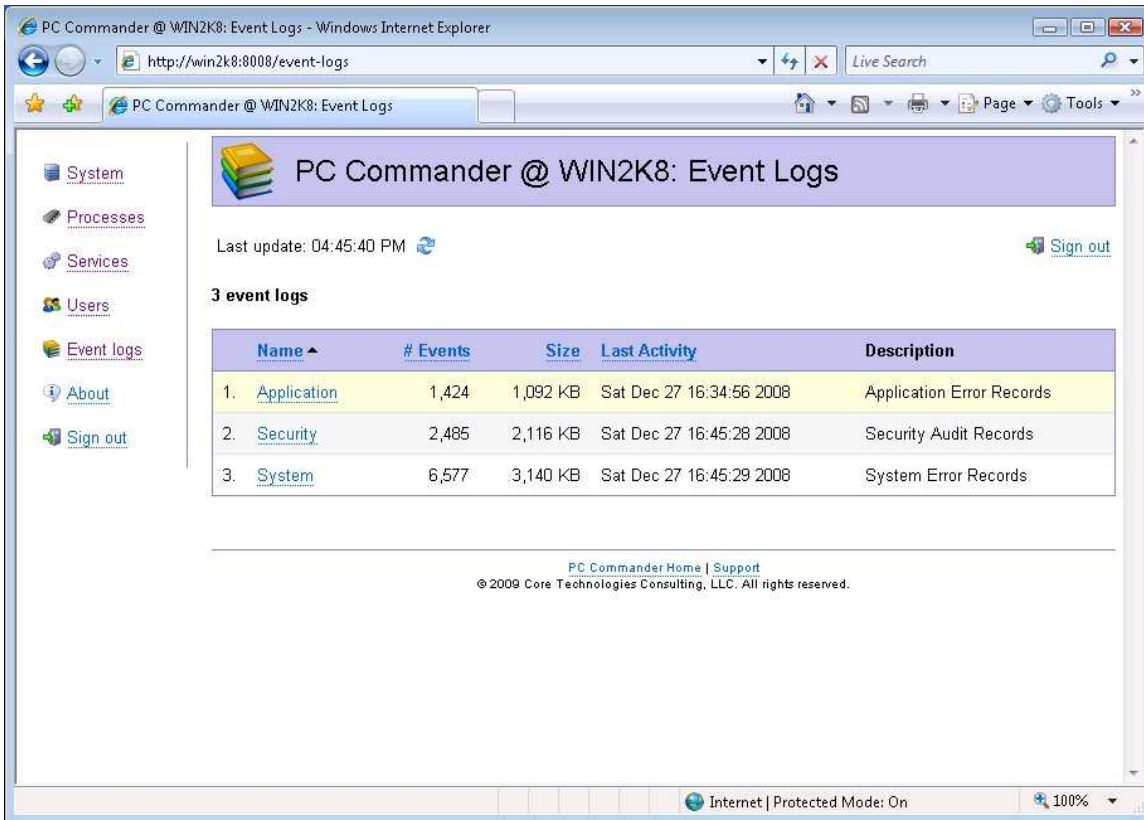 PC Commander @ WIN2K8: Event Logs - Windows Internet Explorer
http://win2k8:8008/event-logs
Live Search
PC Commander @ WIN2K8: Event Logs
Page
Tools
System
Processes
Services
Users
Event logs
About
Sign out
PC Commander @ WIN2K8: Event Logs
Last update: 04:45:40 PM
Sign out
3 event logs
Name # Events Size Last Activity Description
1. Application 1,424 1,092 KB Sat Dec 27 16:34:56 2008 Application Error Records
2. Security 2,485 2,116 KB Sat Dec 27 16:45:28 2008 Security Audit Records
3. System 6,577 3,140 KB Sat Dec 27 16:45:29 2008 System Error Records
PC Commander Home | Support
© 2009 Core Technologies Consulting, LLC. All rights reserved.
Internet | Protected Mode: On
100%